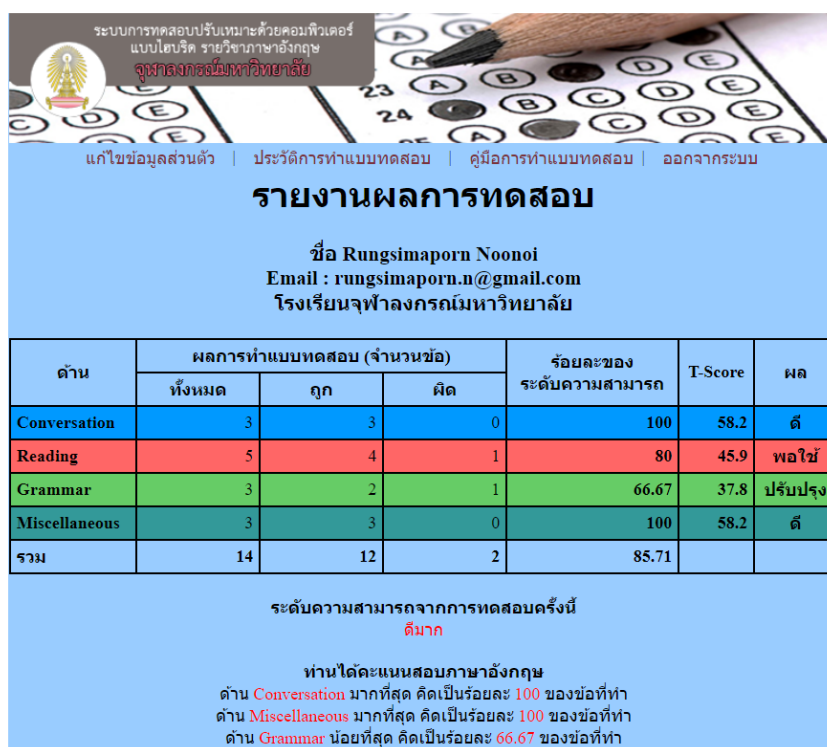 ระบบการทดสอบปรับเหมาะด้วยคอมพิวเตอร์
แบบไฮบริด รายวิชาภาษาอังกฤษ
จุฬาลงกรณ์มหาวิทยาลัย
23 A B C D E
24 B C D E
แก้ไขข้อมูลส่วนตัว | ประวัติการทำแบบทดสอบ | คู่มือการทำแบบทดสอบ | ออกจากระบบ
รายงานผลการทดสอบ
ชื่อ Rungsimaporn Noonoi
Email : rungsimaporn.n@gmail.com
โรงเรียนจุฬาลงกรณ์มหาวิทยาลัย
ด้าน ผลการทำแบบทดสอบ (จำนวนข้อ) ร้อยละของ ระดับความสามารถ T-Score ผล
ทั้งหมด ถูก ผิด
Conversation 3 3 0 100 58.2 ดี
Reading 5 4 1 80 45.9 พอใช้
Grammar 3 2 1 66.67 37.8 ปรับปรุง
Miscellaneous 3 3 0 100 58.2 ดี
รวม 14 12 2 85.71
ระดับความสามารถจากการทดสอบครั้งนี้
ดีมาก
ท่านได้คะแนนสอบภาษาอังกฤษ
ด้าน Conversation มากที่สุด คิดเป็นร้อยละ 100 ของข้อที่ทำ
ด้าน Miscellaneous มากที่สุด คิดเป็นร้อยละ 100 ของข้อที่ทำ
ด้าน Grammar น้อยที่สุด คิดเป็นร้อยละ 66.67 ของข้อที่ทำ